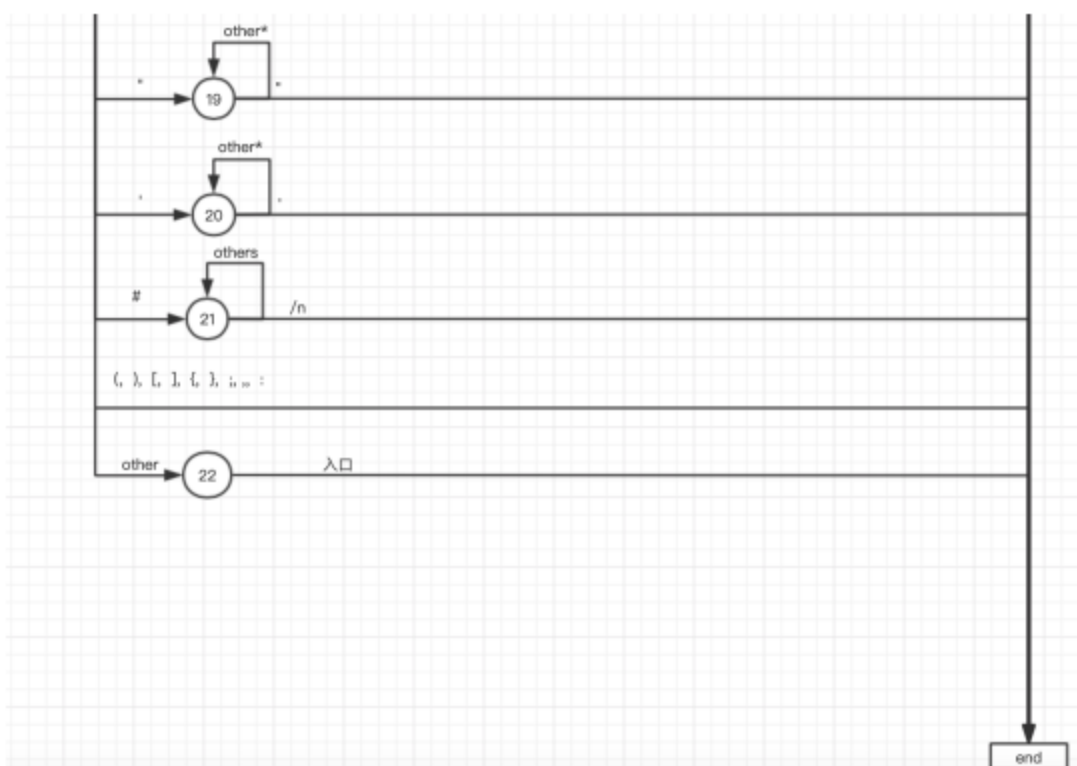 other*
"
"
19
other*
'
'
20
others
#
/n
21
(, ), [, ], {, }, ;, ,, :
other
入口
22
end